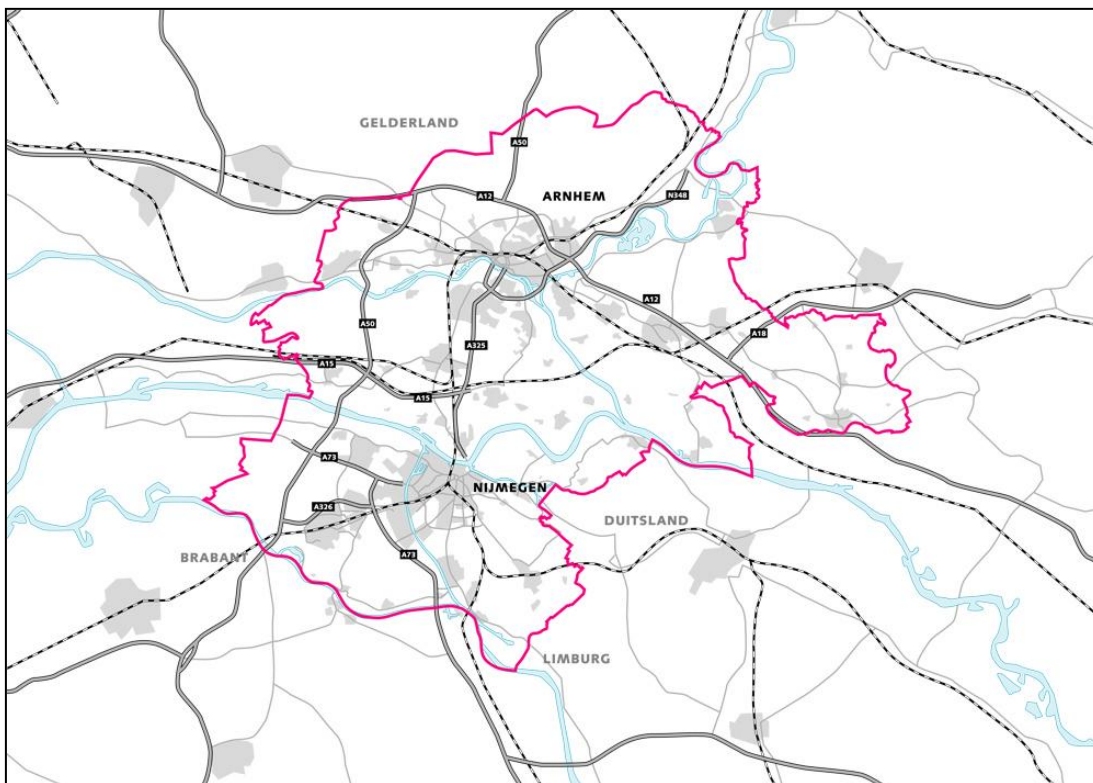 GELDERLAND
A50
A12
ARNHEM
N348
A12
A50
A18
A325
A15
A15
A73
NIJMEGEN
A326
DUITSLAND
BRABANT
A73
LIMBURG